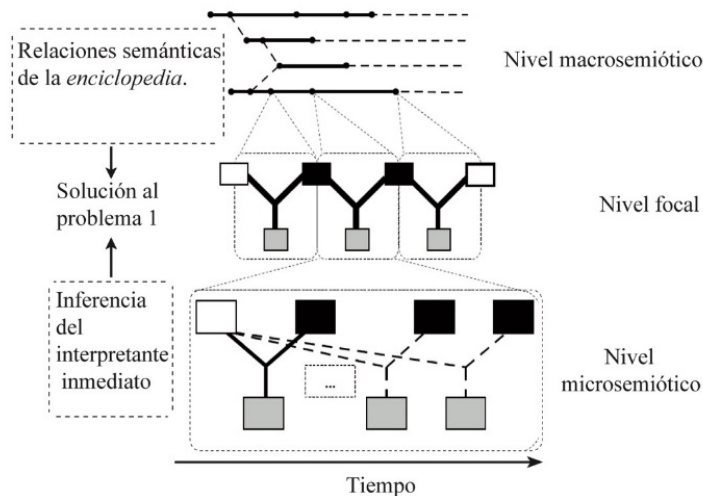 Relaciones semánticas
de la enciclopedia.
Nivel macrosemiótico
Solución al
problema 1
Nivel focal
Inferencia
del
interpretante
inmediato
...
Nivel
microsemiótico
Tiempo